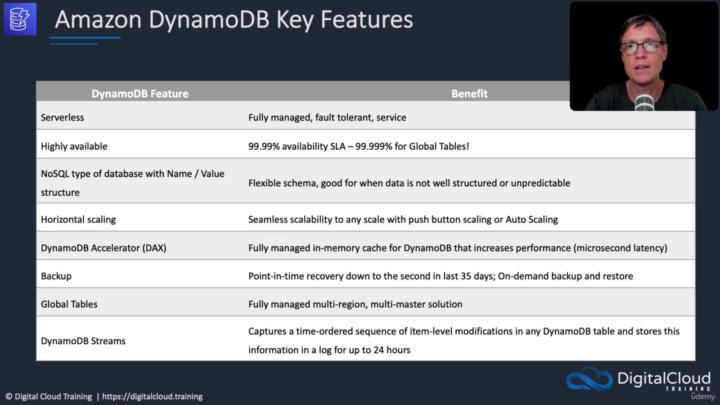 Amazon DynamoDB Key Features
DynamoDB Feature
Benefit
Serverless
Fully managed, fault tolerant, service
Highly available
99.99% availability SLA – 99.999% for Global Tables!
NoSQL type of database with Name / Value
structure
Flexible schema, good for when data is not well structured or unpredictable
Horizontal scaling
Seamless scalability to any scale with push button scaling or Auto Scaling
DynamoDB Accelerator (DAX)
Fully managed in-memory cache for DynamoDB that increases performance (microsecond latency)
Backup
Point-in-time recovery down to the second in last 35 days; On-demand backup and restore
Global Tables
Fully managed multi-region, multi-master solution
DynamoDB Streams
Captures a time-ordered sequence of item-level modifications in any DynamoDB table and stores this
information in a log for up to 24 hours
DigitalCloud
TRAINING
ûdemy
© Digital Cloud Training | https://digitalcloud.training